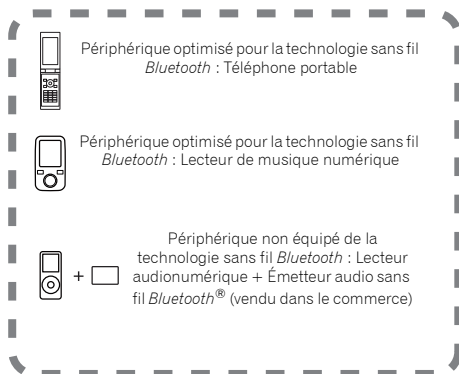 Périphérique optimisé pour la technologie sans fil
Bluetooth : Téléphone portable
Périphérique optimisé pour la technologie sans fil
Bluetooth : Lecteur de musique numérique
Périphérique non équipé de la
technologie sans fil Bluetooth : Lecteur
+ audionumérique + Émetteur audio sans
fil Bluetooth® (vendu dans le commerce)